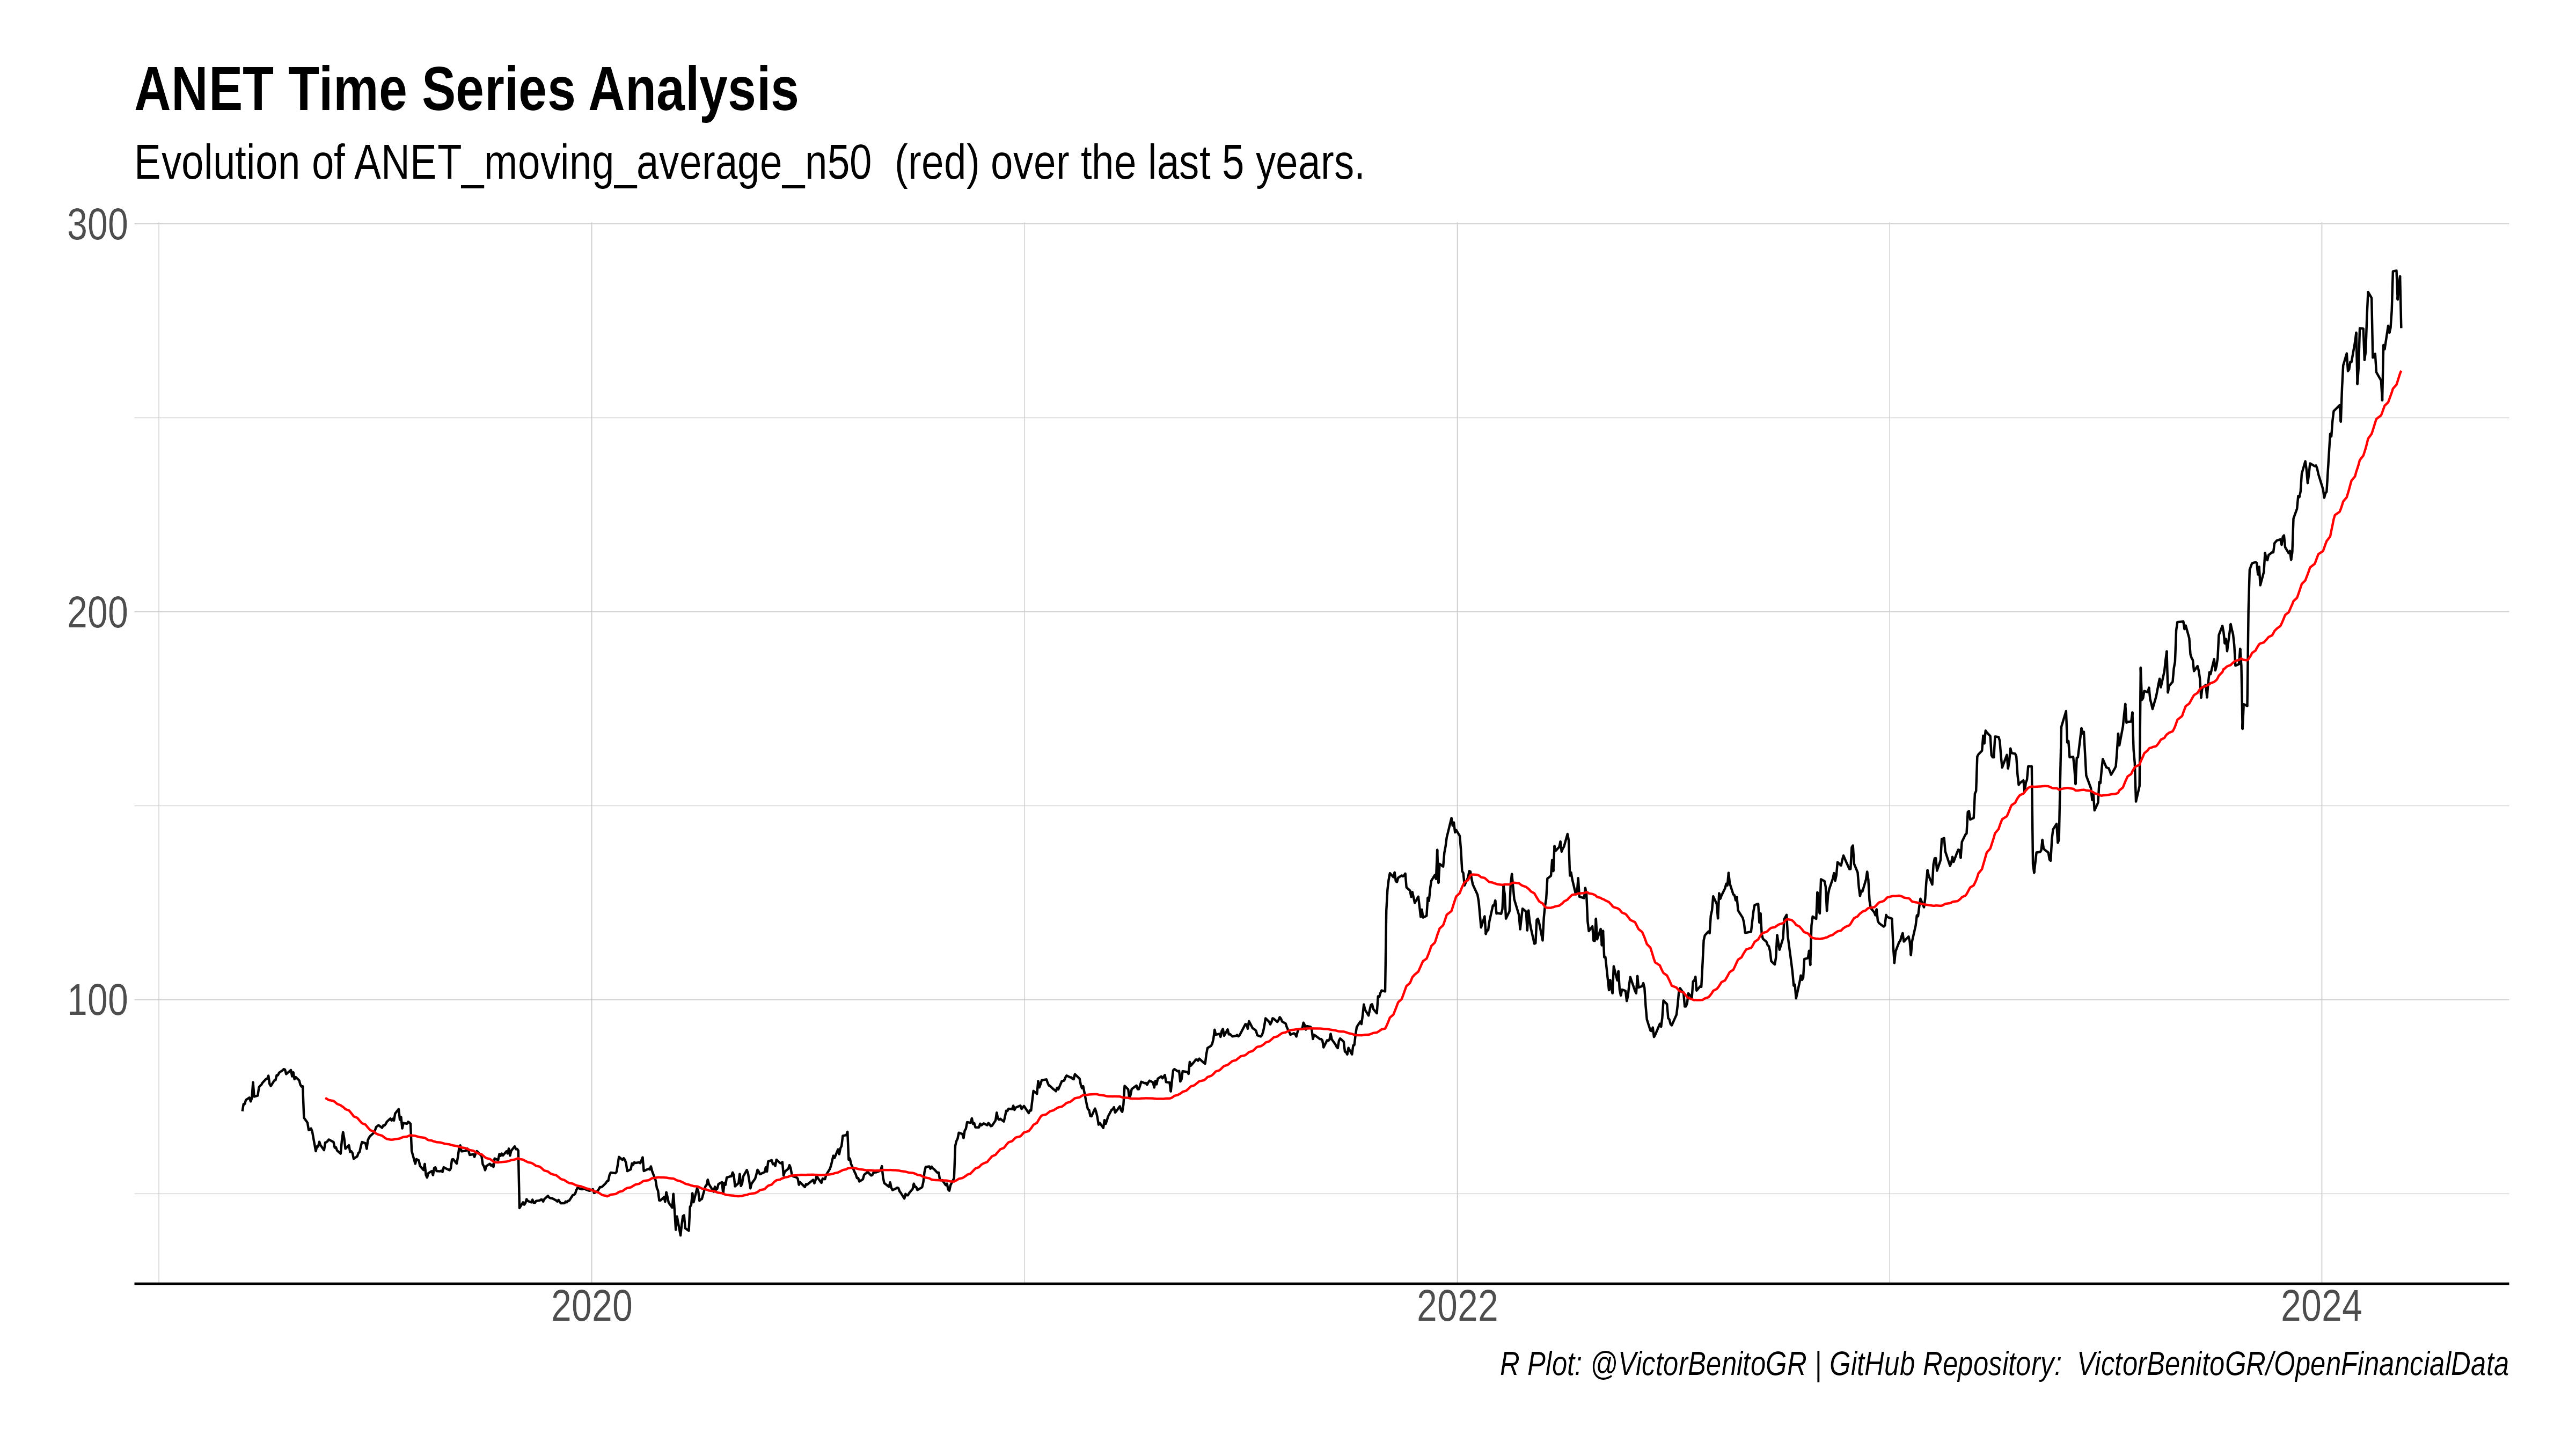 ANET Time Series Analysis
Evolution of ANET_moving_average_n50  (red) over the last 5 years.
300
200
100
2020 2022 2024
R Plot: @VictorBenitoGR | GitHub Repository:  VictorBenitoGR/OpenFinancialData